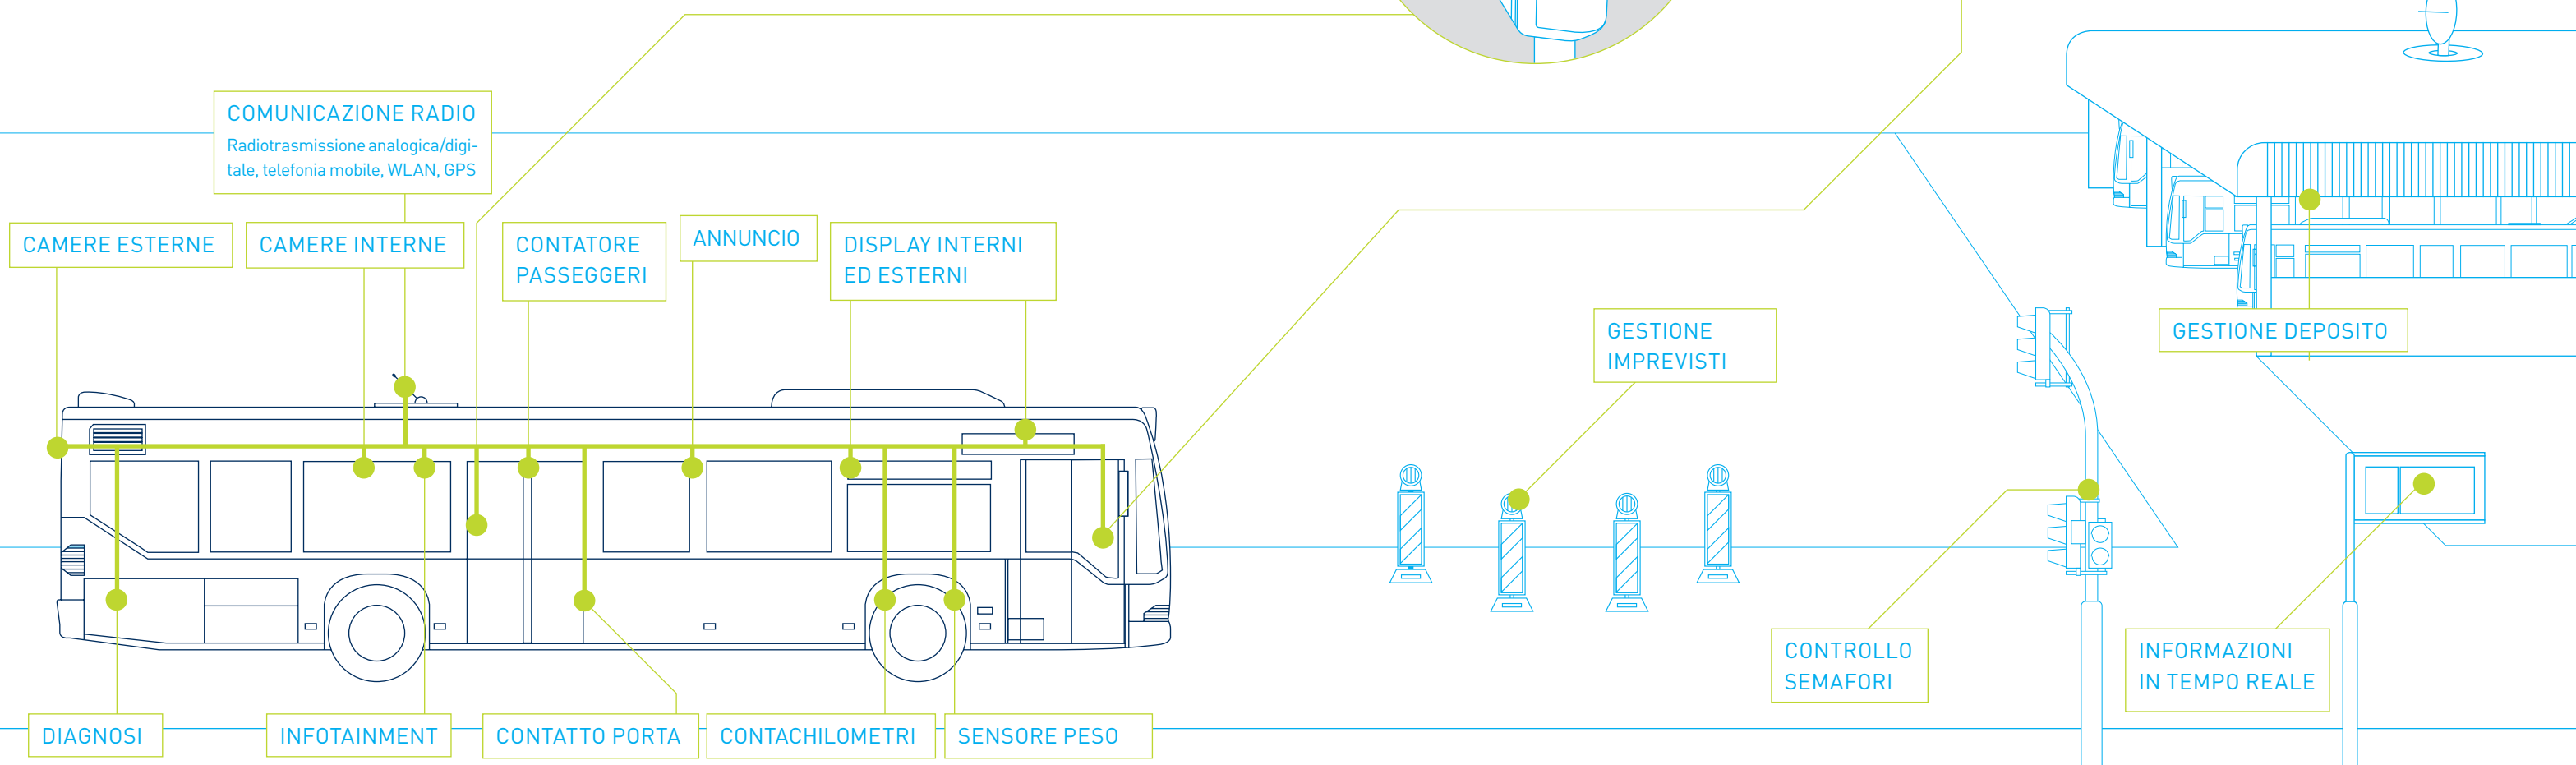 COMUNICAZIONE RADIO
Radiotrasmissione analogica/digi-
tale, telefonia mobile, WLAN, GPS
CAMERE ESTERNE
CAMERE INTERNE
CONTATORE
PASSEGGERI
ANNUNCIO
DISPLAY INTERNI
ED ESTERNI
GESTIONE
IMPREVISTI
GESTIONE DEPOSITO
CONTROLLO
SEMAFORI
INFORMAZIONI
IN TEMPO REALE
DIAGNOSI
INFOTAINMENT
CONTATTO PORTA
CONTACHILOMETRI
SENSORE PESO